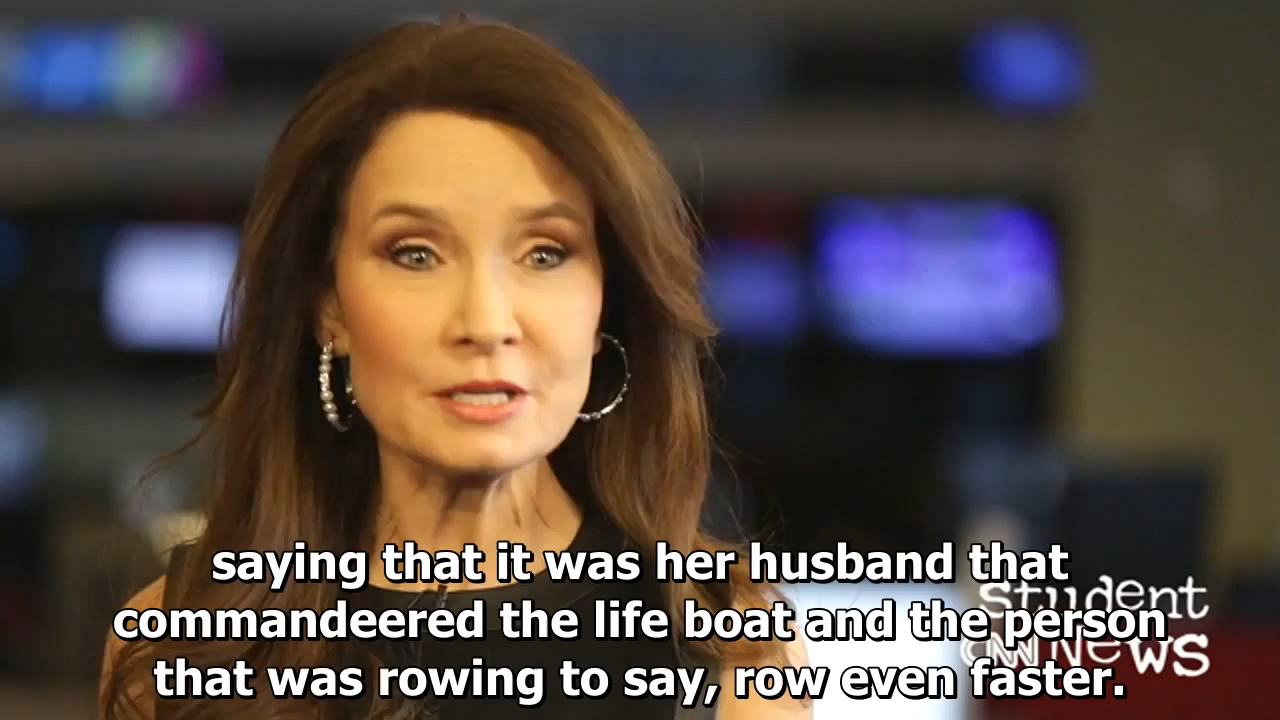 saying that it was her husband that
commandeered the life boat and the person
that was rowing to say, row even faster.
student
CNN NEWS